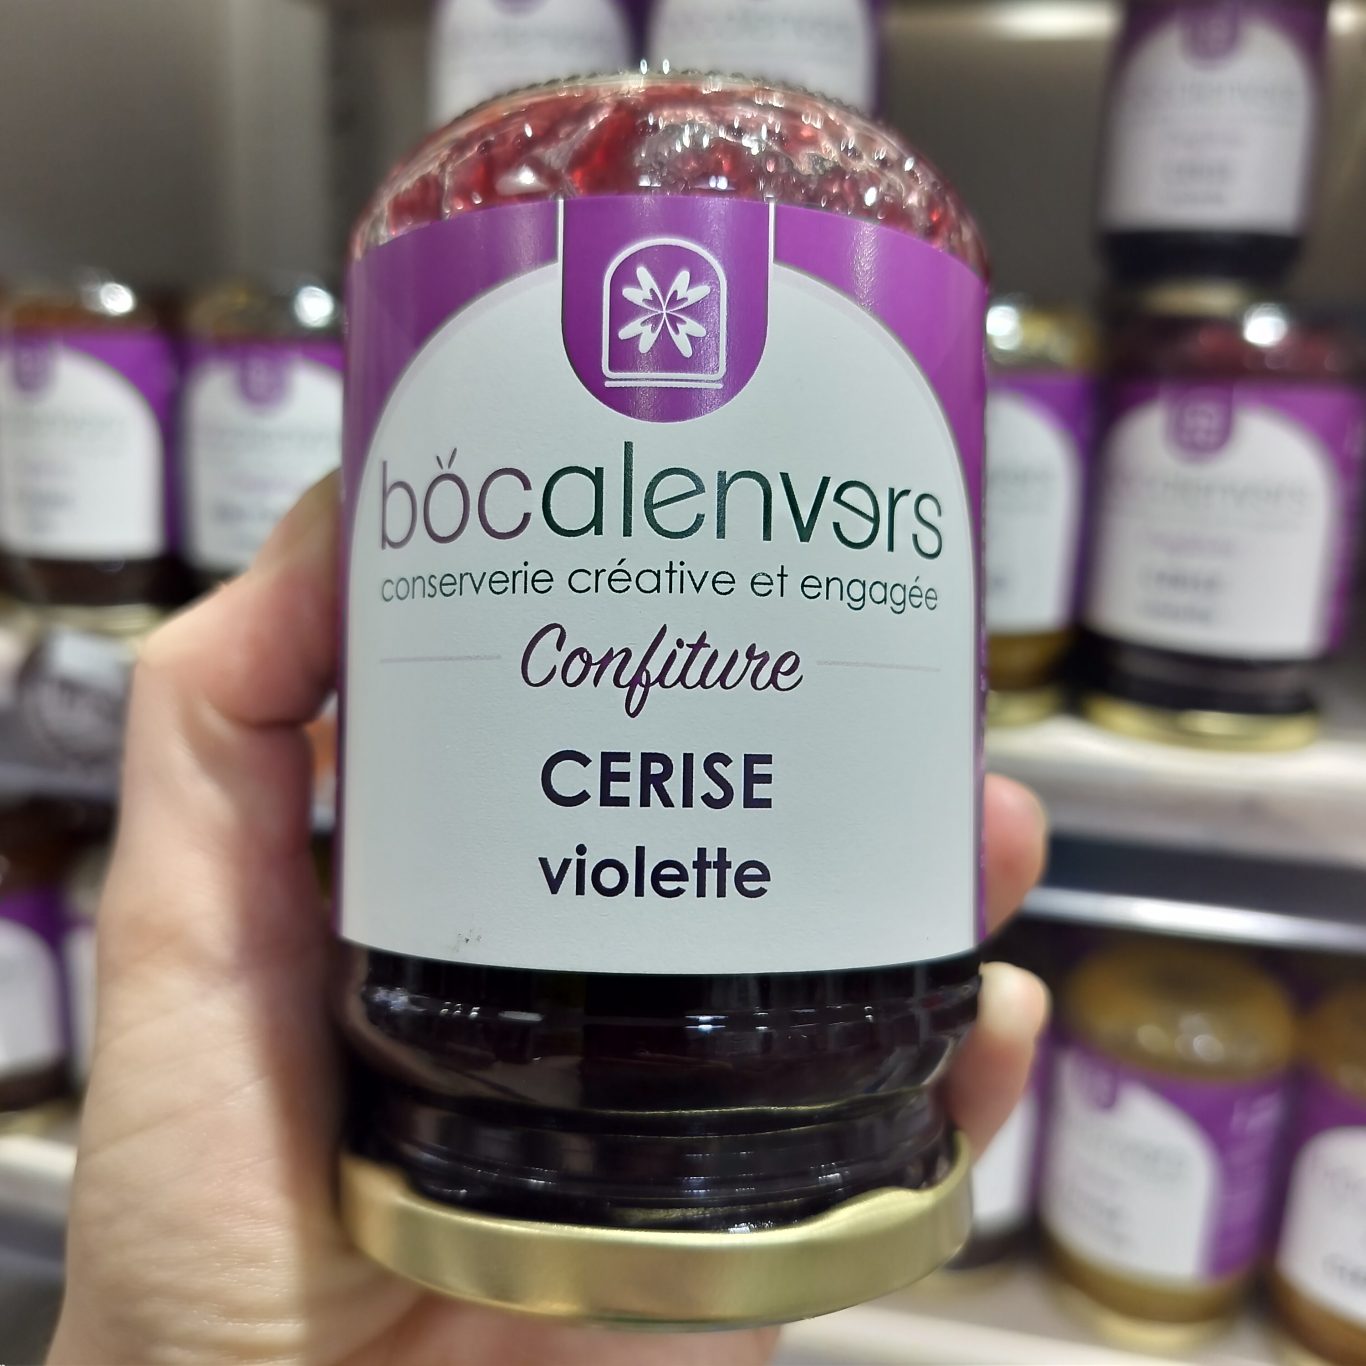 bocalenvers
conserverie créative et engagée
Confiture
CERISE
violette